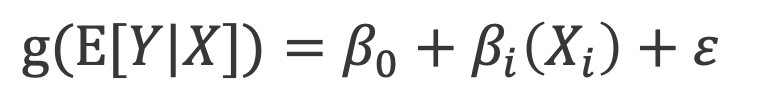 g(E[Y|X]) = β₀ + βᵢ(Xᵢ) + ε